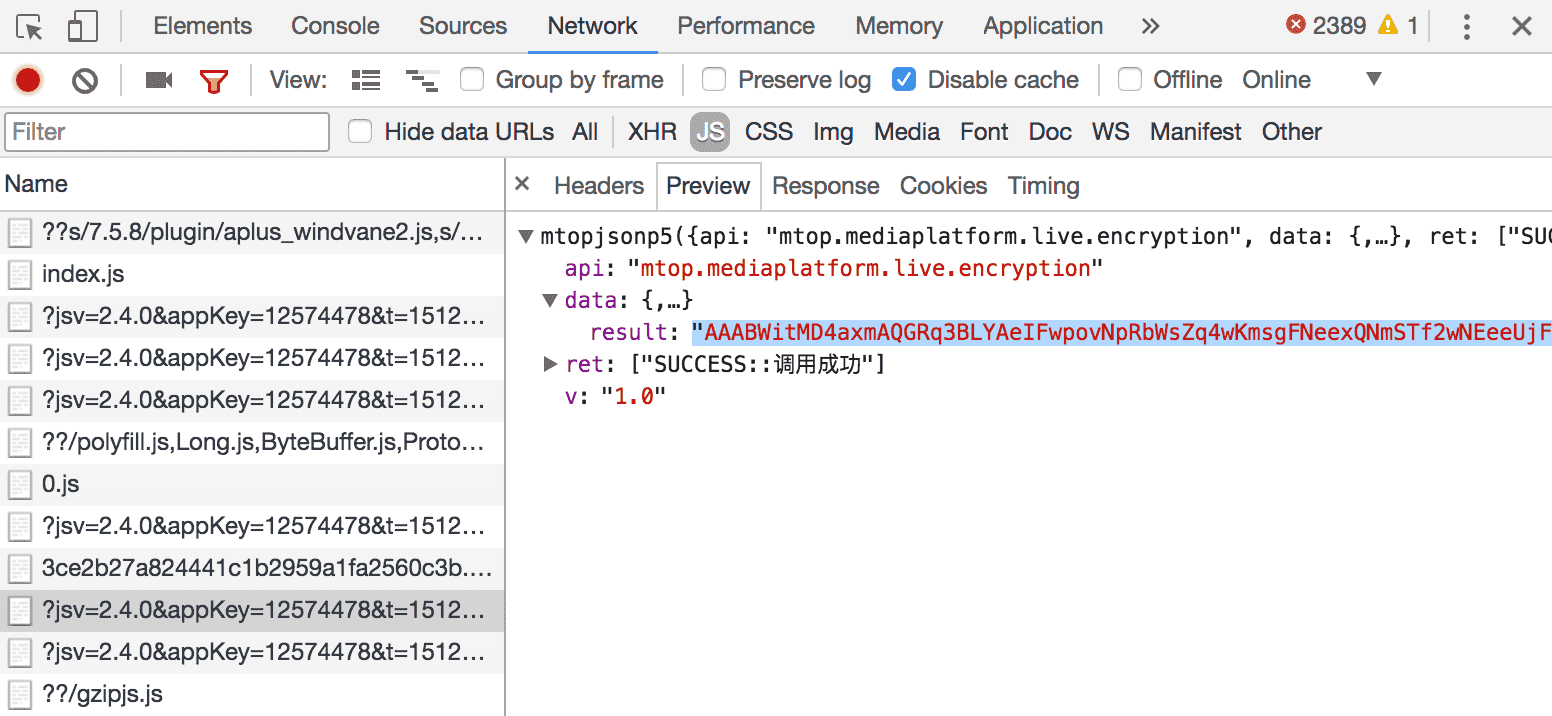 Elements Console Sources Network Performance Memory Application » 2389 1
View: Group by frame Preserve log Disable cache Offline Online
Filter Hide data URLs All XHR JS CSS Img Media Font Doc WS Manifest Other
Name
× Headers Preview Response Cookies Timing
??s/7.5.8/plugin/aplus_windvane2.js,s/…
index.js
?jsv=2.4.0&appKey=12574478&t=1512…
?jsv=2.4.0&appKey=12574478&t=1512…
?jsv=2.4.0&appKey=12574478&t=1512…
??/polyfill.js,Long.js,ByteBuffer.js,Proto…
0.js
?jsv=2.4.0&appKey=12574478&t=1512…
3ce2b27a824441c1b2959a1fa2560c3b.…
?jsv=2.4.0&appKey=12574478&t=1512…
?jsv=2.4.0&appKey=12574478&t=1512…
??/gzipjs.js
mtopjsonp5({api: "mtop.mediaplatform.live.encryption", data: {,…}, ret: ["SUC
api: "mtop.mediaplatform.live.encryption"
data: {,…}
result: "AAABWitMD4axmAQGRq3BLYAeIFwpovNpRbWsZq4wKmsgFNeexQNmSTf2wNEeeUjF
ret: ["SUCCESS::调用成功"]
v: "1.0"